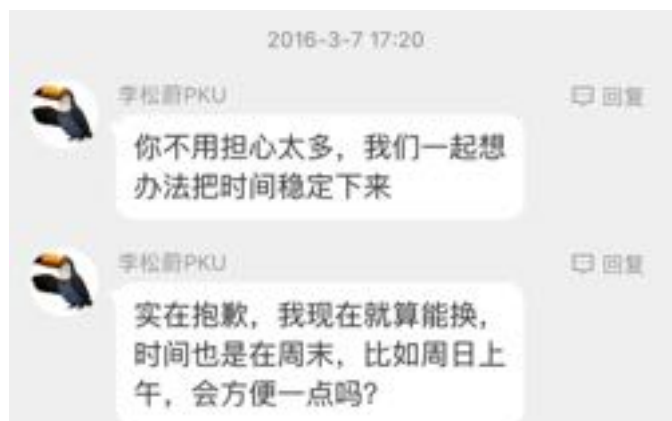 2016-3-7 17:20
李松蔚PKU
回复
你不用担心太多，我们一起想
办法把时间稳定下来
李松蔚PKU
回复
实在抱歉，我现在就算能换，
时间也是在周末，比如周日上
午，会方便一点吗？